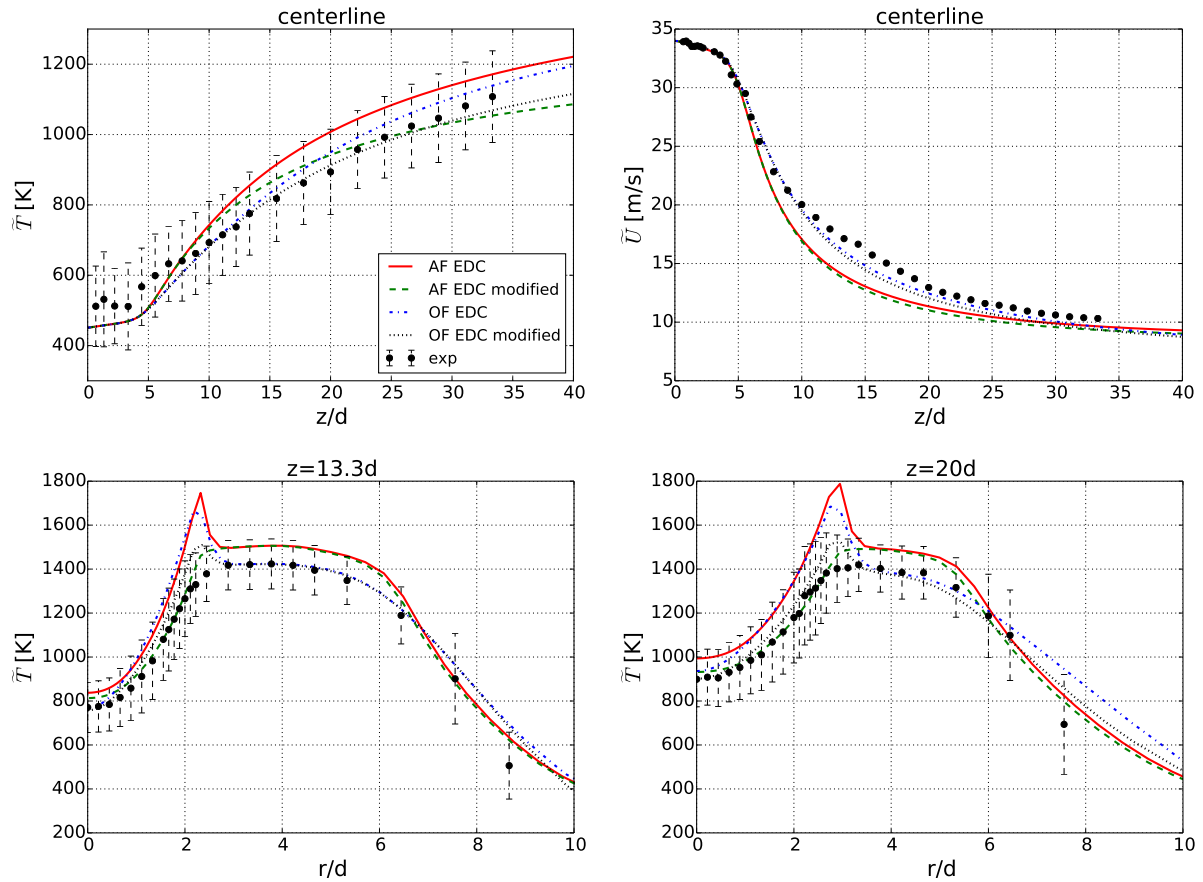 centerline
1200
1000
800
600
400
T̃ [K]
0 5 10 15 20 25 30 35 40
z/d
AF EDC
AF EDC modified
OF EDC
OF EDC modified
exp
centerline
35
30
25
20
15
10
5
Ũ [m/s]
0 5 10 15 20 25 30 35 40
z/d
z=13.3d
1800
1600
1400
1200
1000
800
600
400
200
T̃ [K]
0 2 4 6 8 10
r/d
z=20d
1800
1600
1400
1200
1000
800
600
400
200
T̃ [K]
0 2 4 6 8 10
r/d